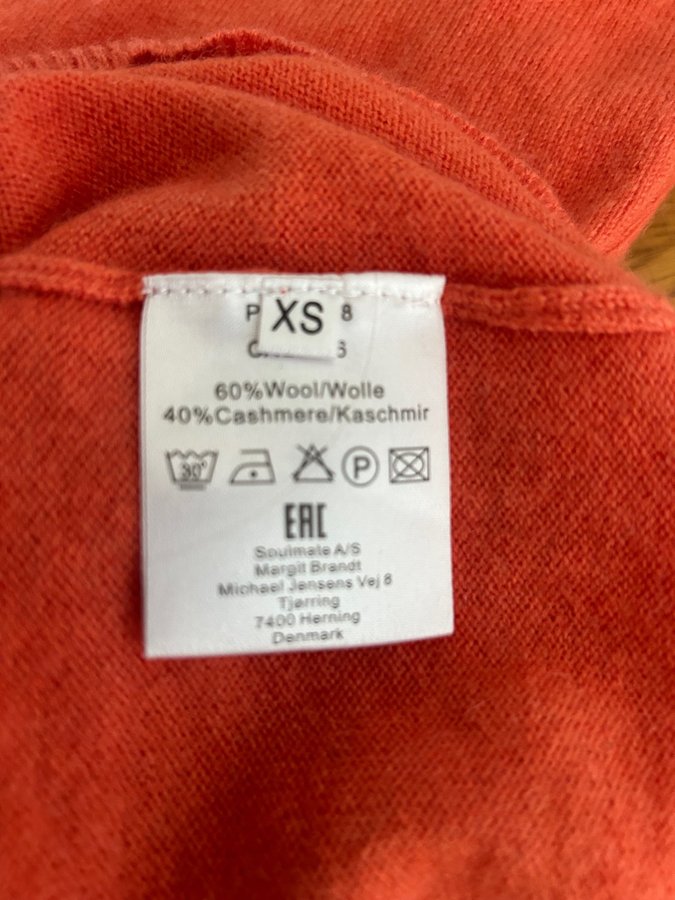 XS
8
60%Wool/Wolle
40%Cashmere/Kaschmir
30° P
EAC
Soulmate A/S
Margit Brandt
Michael Jensens Vej 8
Tjørring
7400 Herning
Denmark